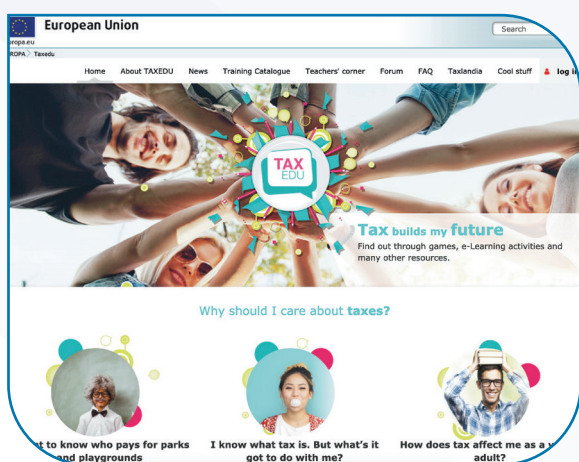 European Union
Search
europa.eu
EUROPA > Taxedu
Home About TAXEDU News Training Catalogue Teachers' corner Forum FAQ Taxlandia Cool stuff log in
TAX
EDU
Tax builds my future
Find out through games, e-Learning activities and
many other resources.
Why should I care about taxes?
to know who pays for parks
and playgrounds
I know what tax is. But what's it
got to do with me?
How does tax affect me as a
adult?